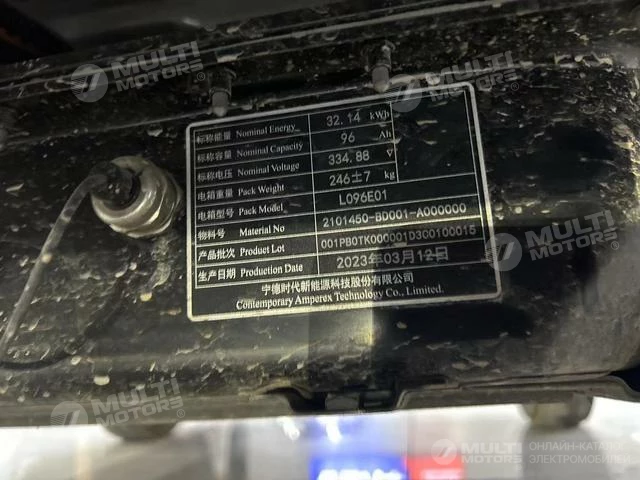 MULTI MOTORS
MULTI MOTORS
MULTI MOTORS
标称能量 Nominal Energy 32.14 kWh
标称容量 Nominal Capacity 96 Ah
标称电压 Nominal Voltage 334.88 V
电箱重量 Pack Weight 246±7 kg
电箱型号 Pack Model L096E01
物料号 Material No 2101450-BD001-A000000
产品批次 Product Lot 001PB0TK000001D300100015
生产日期 Production Date 2023年03月12日
宁德时代新能源科技股份有限公司
Contemporary Amperex Technology Co., Limited.
MULTI MOTORS
MULTI MOTORS
MULTI MOTORS
ОНЛАЙН-КАТАЛОГ
ЭЛЕКТРОМОБИЛЕЙ